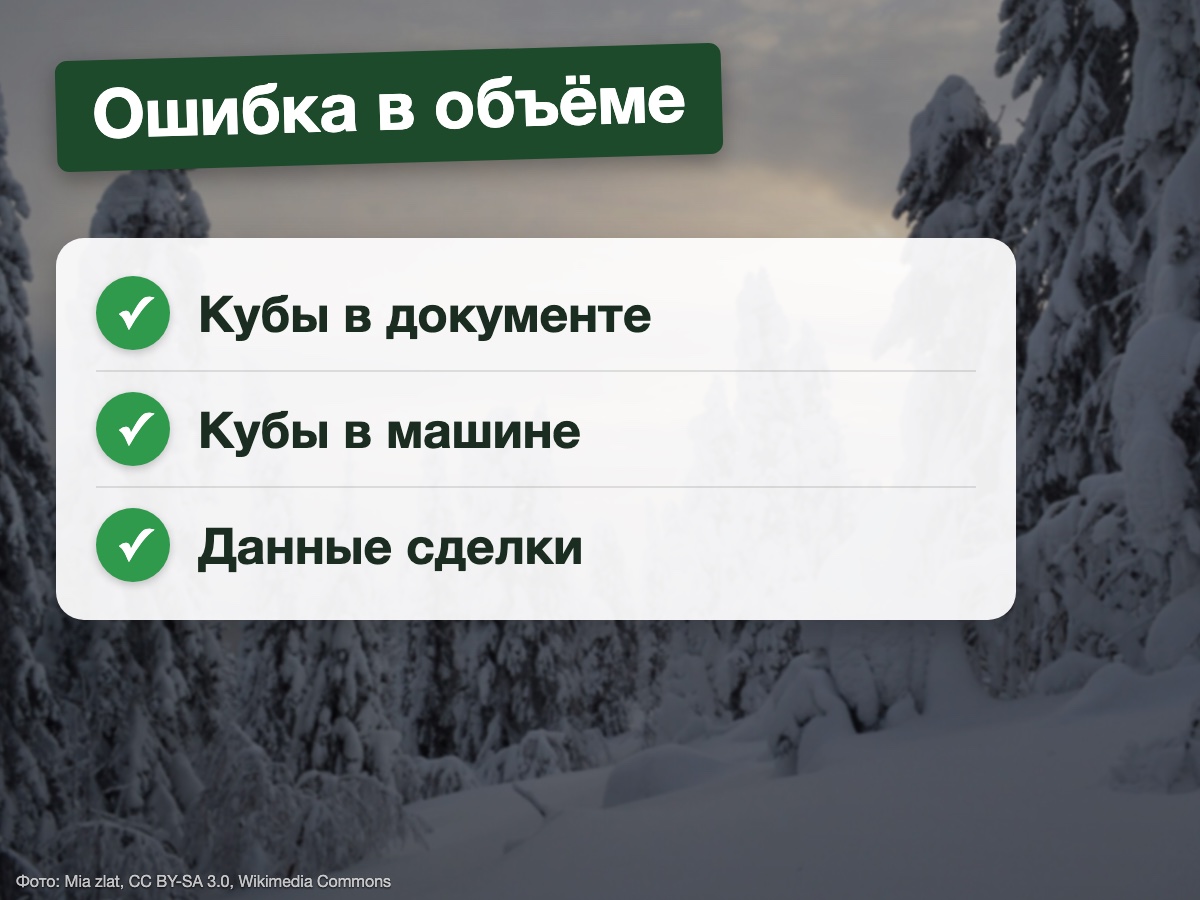 Ошибка в объёме
Кубы в документе
Кубы в машине
Данные сделки
Фото: Mia zlat, CC BY-SA 3.0, Wikimedia Commons